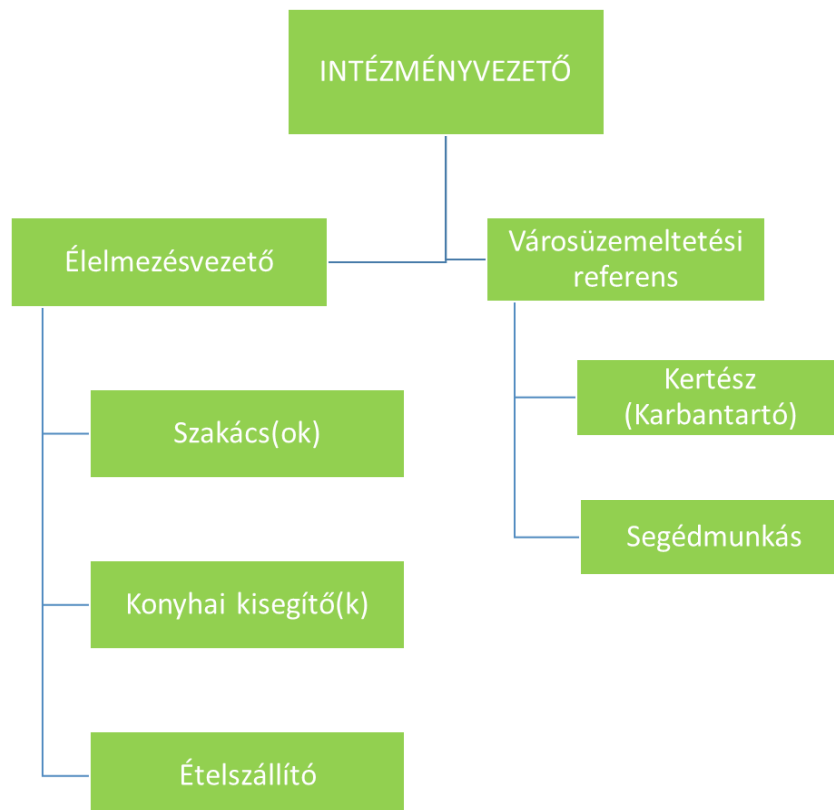 INTÉZMÉNYVEZETŐ
Élelmezésvezető
Városüzemeltetési
referens
Szakács(ok)
Konyhai kisegítő(k)
Ételszállító
Kertész
(Karbantartó)
Segédmunkás